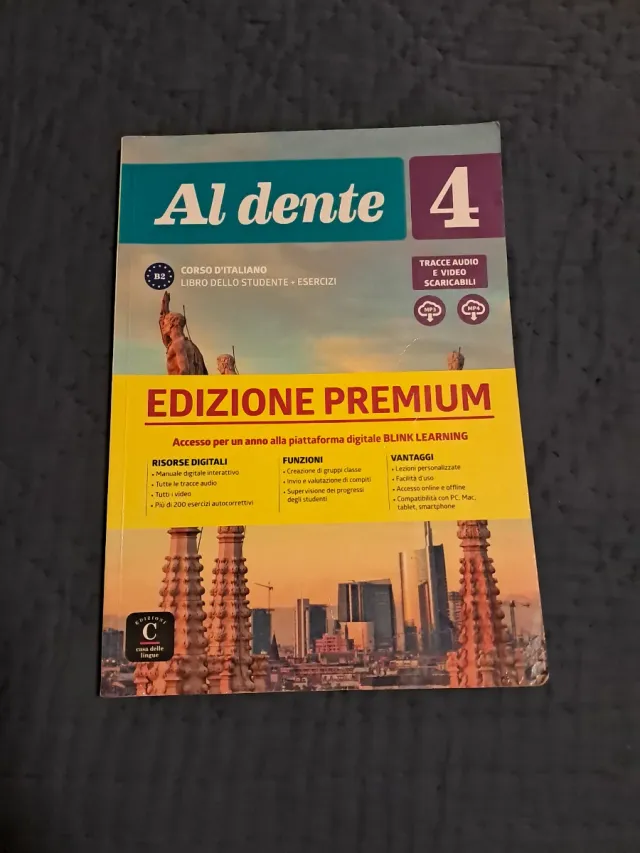 Al dente
4
B2
CORSO D'ITALIANO
LIBRO DELLO STUDENTE + ESERCIZI
TRACCE AUDIO
E VIDEO
SCARICABILI
MP3
MP4
EDIZIONE PREMIUM
Accesso per un anno alla piattaforma digitale BLINK LEARNING
RISORSE DIGITALI
• Manuale digitale interattivo
• Tutte le tracce audio
• Tutti i video
• Più di 200 esercizi autocorrettivi
FUNZIONI
• Creazione di gruppi classe
• Invio e valutazione di compiti
• Supervisione dei progressi
degli studenti
VANTAGGI
• Lezioni personalizzate
• Facilità d'uso
• Accesso online e offline
• Compatibilità con PC, Mac,
tablet, smartphone
EDIZIONI
C
casa delle
lingue